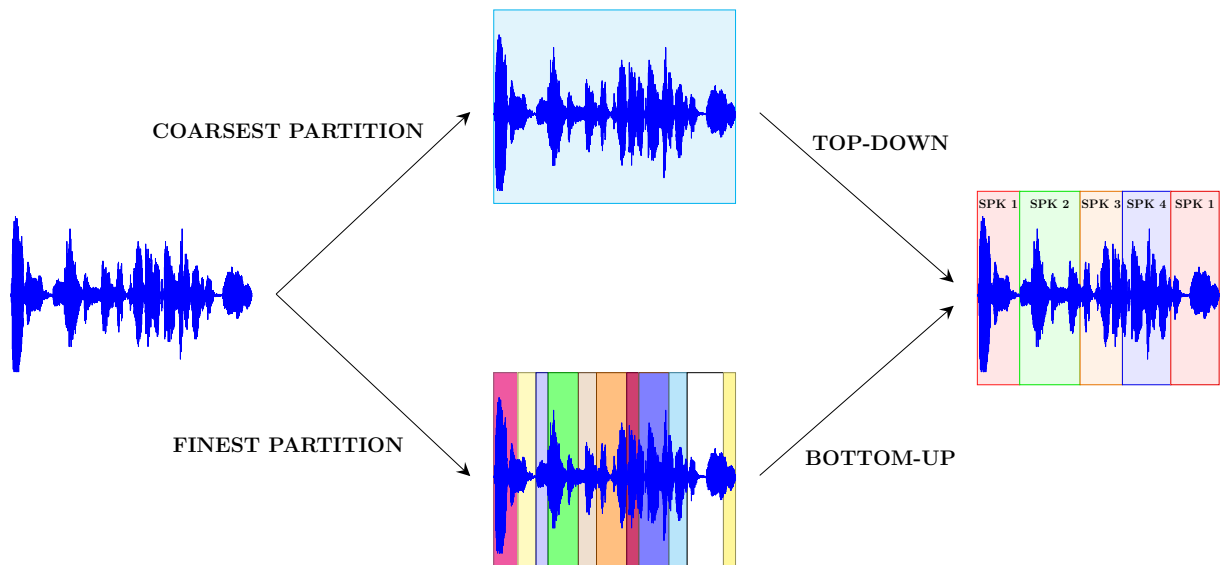 COARSEST PARTITION
TOP-DOWN
SPK 1 SPK 2 SPK 3 SPK 4 SPK 1
FINEST PARTITION
BOTTOM-UP